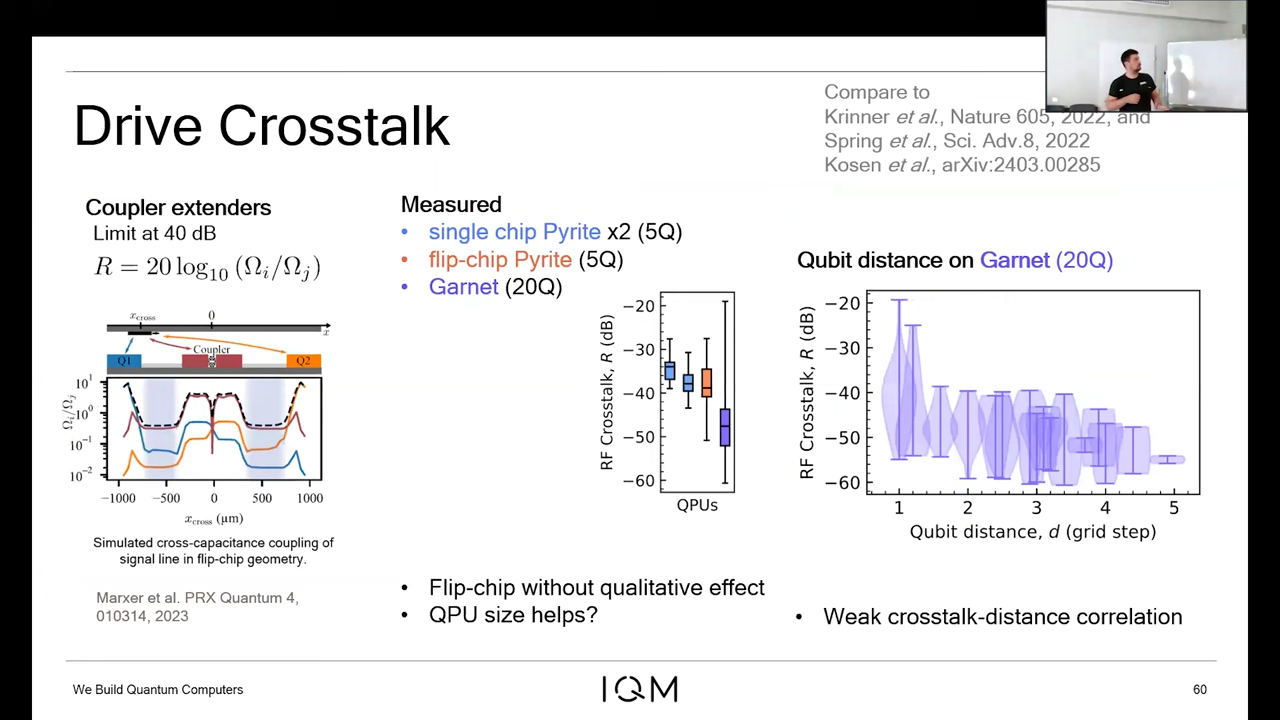 Drive Crosstalk
Compare to
Krinner et al., Nature 605, 2022, and
Spring et al., Sci. Adv.8, 2022
Kosen et al., arXiv:2403.00285
Coupler extenders
Limit at 40 dB
R = 20 log₁₀ (Ωᵢ/Ωⱼ)
x_cross 0 x
Coupler
Q1 Q2
Ωᵢ/Ωⱼ
10¹
10⁰
10⁻¹
10⁻²
−1000 −500 0 500 1000
x_cross (µm)
Simulated cross-capacitance coupling of
signal line in flip-chip geometry.
Marxer et al. PRX Quantum 4,
010314, 2023
Measured
• single chip Pyrite x2 (5Q)
• flip-chip Pyrite (5Q)
• Garnet (20Q)
RF Crosstalk, R (dB)
−20
−30
−40
−50
−60
QPUs
• Flip-chip without qualitative effect
• QPU size helps?
Qubit distance on Garnet (20Q)
RF Crosstalk, R (dB)
−20
−30
−40
−50
−60
1 2 3 4 5
Qubit distance, d (grid step)
• Weak crosstalk-distance correlation
We Build Quantum Computers
IQM
60